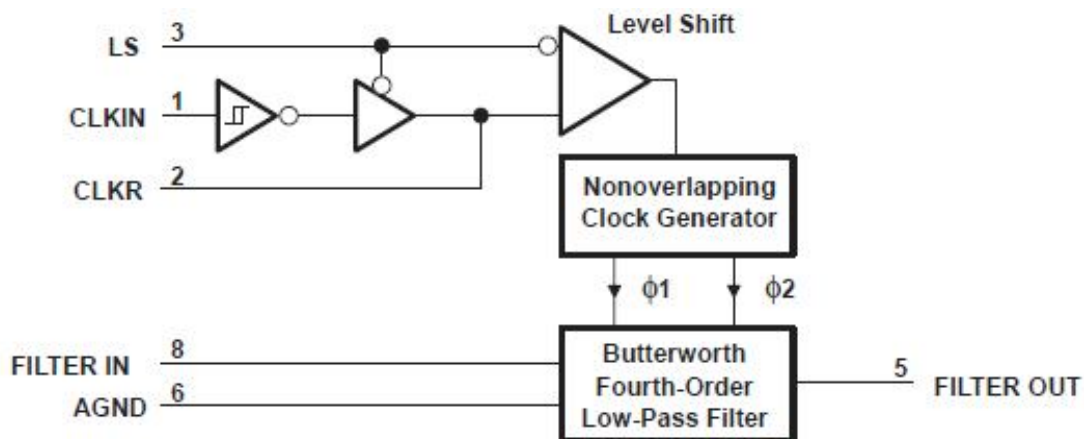 Level Shift
LS 3
CLKIN 1
CLKR 2
Nonoverlapping
Clock Generator
ϕ1 ϕ2
FILTER IN 8
AGND 6
Butterworth
Fourth-Order
Low-Pass Filter
5 FILTER OUT